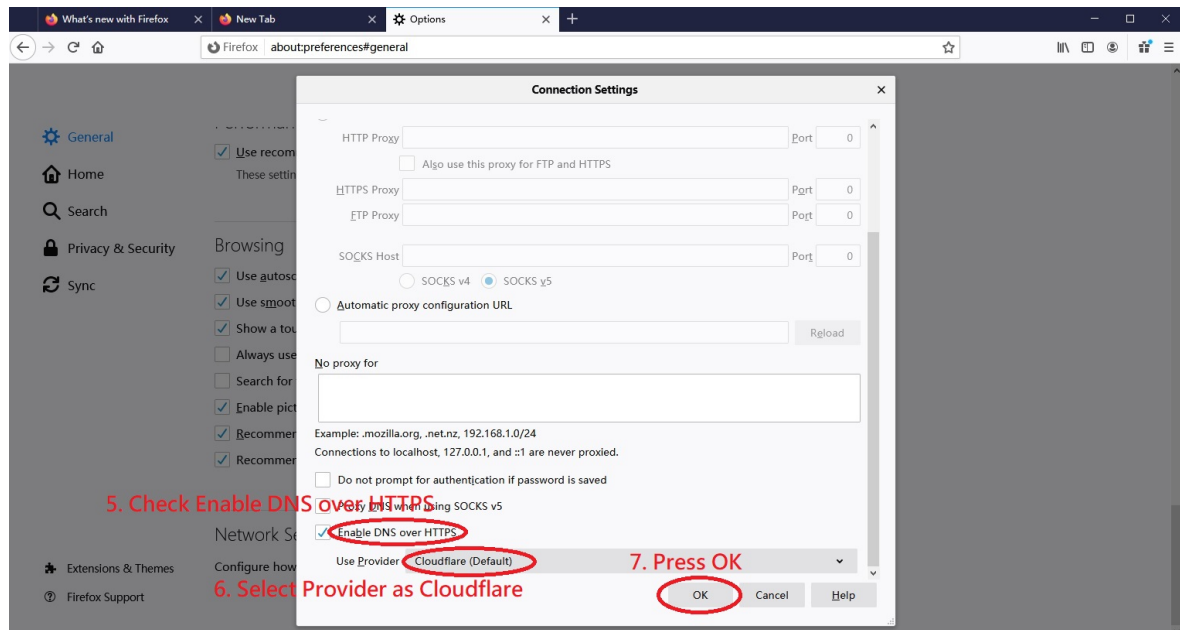 What's new with Firefox
New Tab
Options
Firefox about:preferences#general
Connection Settings
General
Home
Search
Privacy & Security
Sync
Extensions & Themes
Firefox Support
Use recom
These settin
Browsing
Use autosc
Use smoot
Show a tou
Always use
Search for
Enable pict
Recommen
Recommen
Network Se
Configure how
HTTP Proxy Port 0
Also use this proxy for FTP and HTTPS
HTTPS Proxy Port 0
FTP Proxy Port 0
SOCKS Host Port 0
SOCKS v4 SOCKS v5
Automatic proxy configuration URL
Reload
No proxy for
Example: .mozilla.org, .net.nz, 192.168.1.0/24
Connections to localhost, 127.0.0.1, and ::1 are never proxied.
Do not prompt for authentication if password is saved
5. Check Enable DNS over HTTPS
Proxy DNS when using SOCKS v5
Enable DNS over HTTPS
Use Provider Cloudflare (Default)
7. Press OK
6. Select Provider as Cloudflare
OK Cancel Help